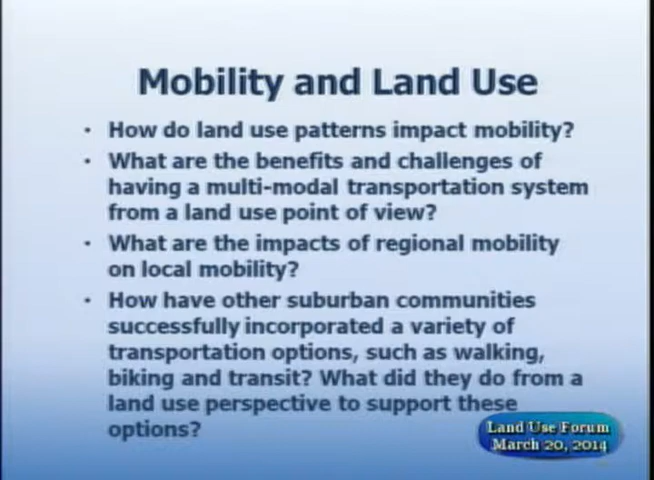 Mobility and Land Use
• How do land use patterns impact mobility?
• What are the benefits and challenges of
having a multi-modal transportation system
from a land use point of view?
• What are the impacts of regional mobility
on local mobility?
• How have other suburban communities
successfully incorporated a variety of
transportation options, such as walking,
biking and transit? What did they do from a
land use perspective to support these
options?
Land Use Forum
March 20, 2014